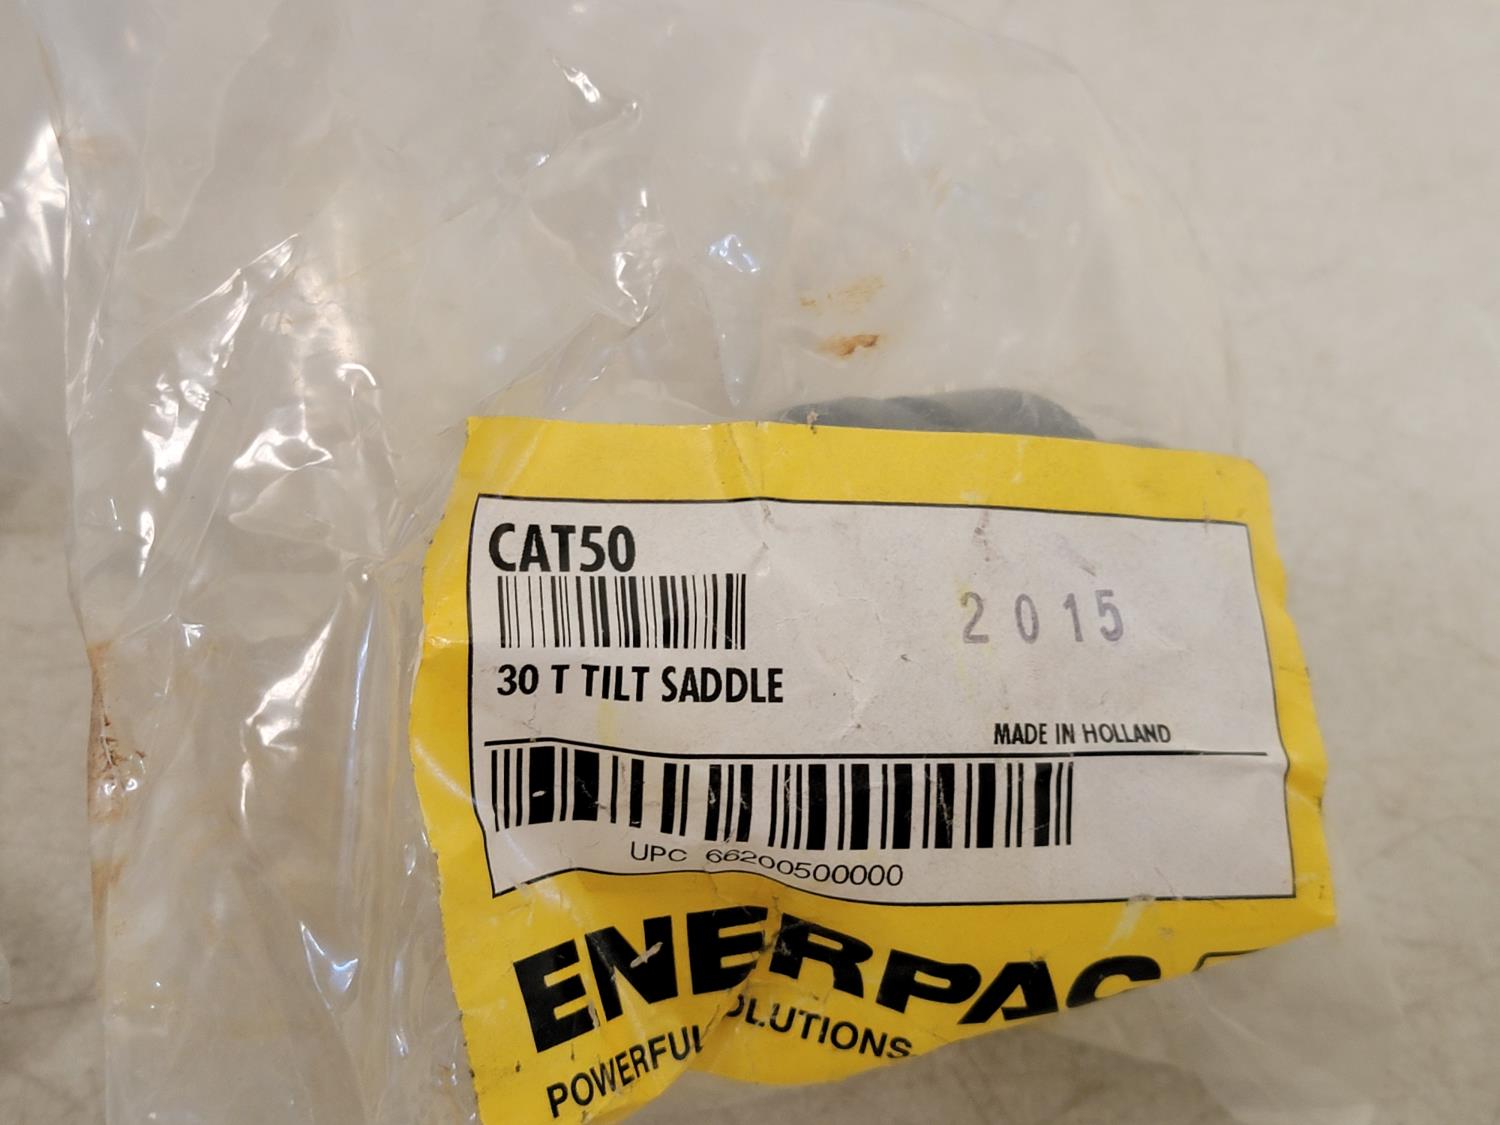 CAT50
2015
30 T TILT SADDLE
MADE IN HOLLAND
UPC 66200500000
ENERPAC
POWERFUL SOLUTIONS